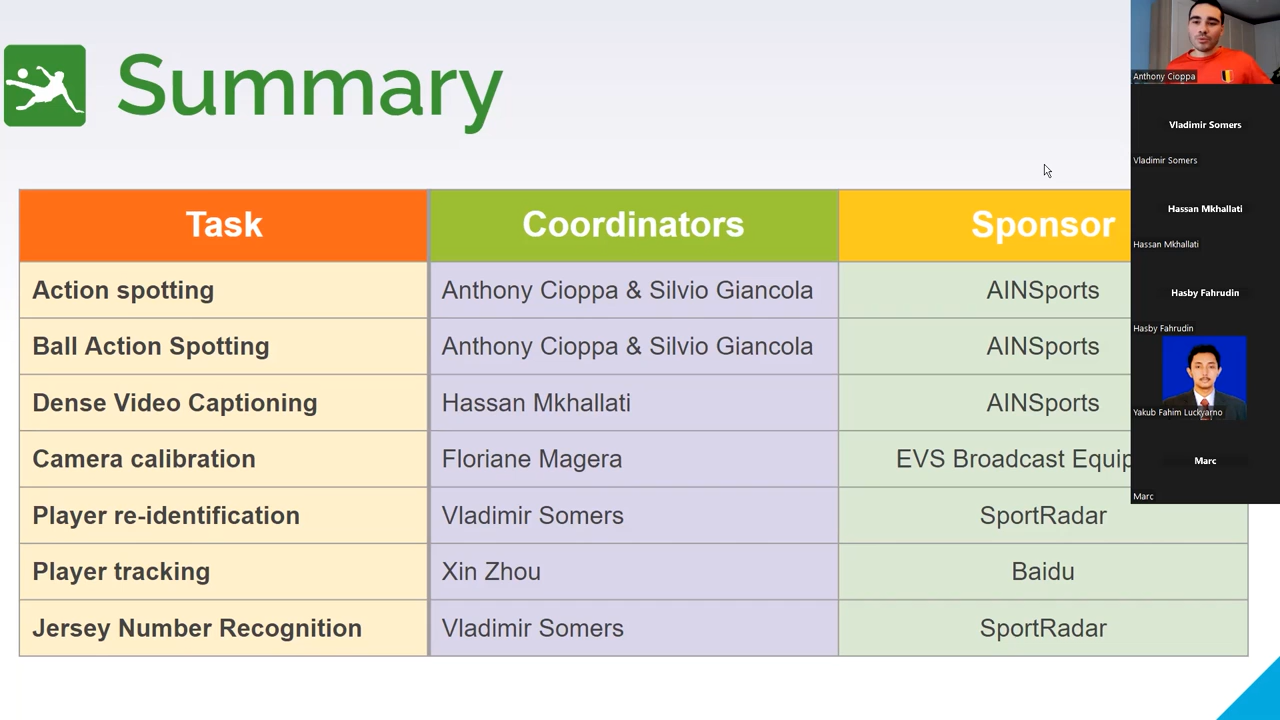 Summary
Task Coordinators Sponsor
Action spotting Anthony Cioppa & Silvio Giancola AINSports
Ball Action Spotting Anthony Cioppa & Silvio Giancola AINSports
Dense Video Captioning Hassan Mkhallati AINSports
Camera calibration Floriane Magera EVS Broadcast Equip
Player re-identification Vladimir Somers SportRadar
Player tracking Xin Zhou Baidu
Jersey Number Recognition Vladimir Somers SportRadar
Anthony Cioppa
Vladimir Somers
Vladimir Somers
Hassan Mkhallati
Hassan Mkhallati
Hasby Fahrudin
Hasby Fahrudin
Yakub Fahim Luckyarno
Marc
Marc